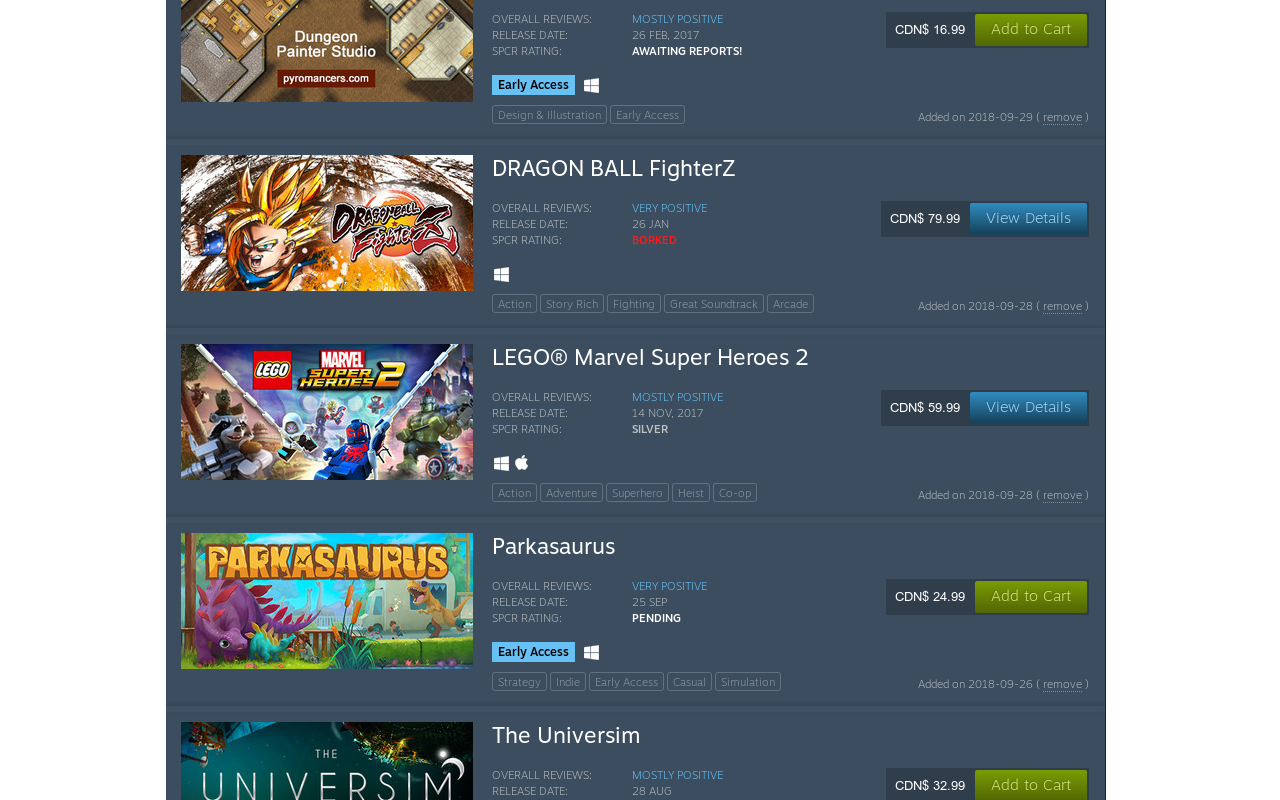 Dungeon
Painter Studio
pyromancers.com
OVERALL REVIEWS: MOSTLY POSITIVE
RELEASE DATE: 26 FEB, 2017
SPCR RATING: AWAITING REPORTS!
CDN$ 16.99 Add to Cart
Early Access
Design & Illustration Early Access
Added on 2018-09-29 ( remove )
DRAGON BALL FighterZ
DRAGONBALL
FIGHTERZ
OVERALL REVIEWS: VERY POSITIVE
RELEASE DATE: 26 JAN
SPCR RATING: BORKED
CDN$ 79.99 View Details
Action Story Rich Fighting Great Soundtrack Arcade
Added on 2018-09-28 ( remove )
LEGO® Marvel Super Heroes 2
LEGO MARVEL
SUPER
HEROES 2
OVERALL REVIEWS: MOSTLY POSITIVE
RELEASE DATE: 14 NOV, 2017
SPCR RATING: SILVER
CDN$ 59.99 View Details
Action Adventure Superhero Heist Co-op
Added on 2018-09-28 ( remove )
Parkasaurus
PARKASAURUS
OVERALL REVIEWS: VERY POSITIVE
RELEASE DATE: 25 SEP
SPCR RATING: PENDING
CDN$ 24.99 Add to Cart
Early Access
Strategy Indie Early Access Casual Simulation
Added on 2018-09-26 ( remove )
The Universim
THE
UNIVERSIM
OVERALL REVIEWS: MOSTLY POSITIVE
RELEASE DATE: 28 AUG
CDN$ 32.99 Add to Cart